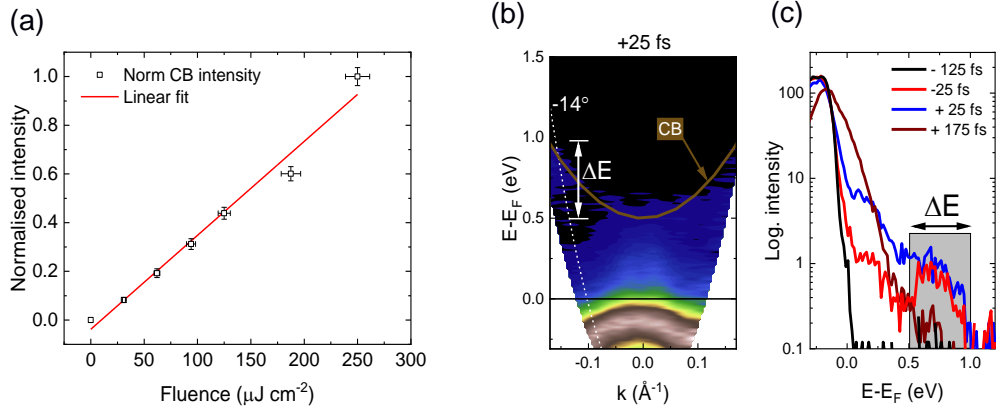 (a)
1.0
0.8
0.6
0.4
0.2
0.0
Normalised intensity
Norm CB intensity
Linear fit
0 50 100 150 200 250 300
Fluence (μJ cm⁻²)
(b)
+25 fs
1.5
1.0
0.5
0.0
E-E_F (eV)
-14°
CB
ΔE
-0.1 0.0 0.1
k (Å⁻¹)
(c)
100
10
1
0.1
Log. intensity
- 125 fs
-25 fs
+ 25 fs
+ 175 fs
ΔE
0.0 0.5 1.0
E-E_F (eV)